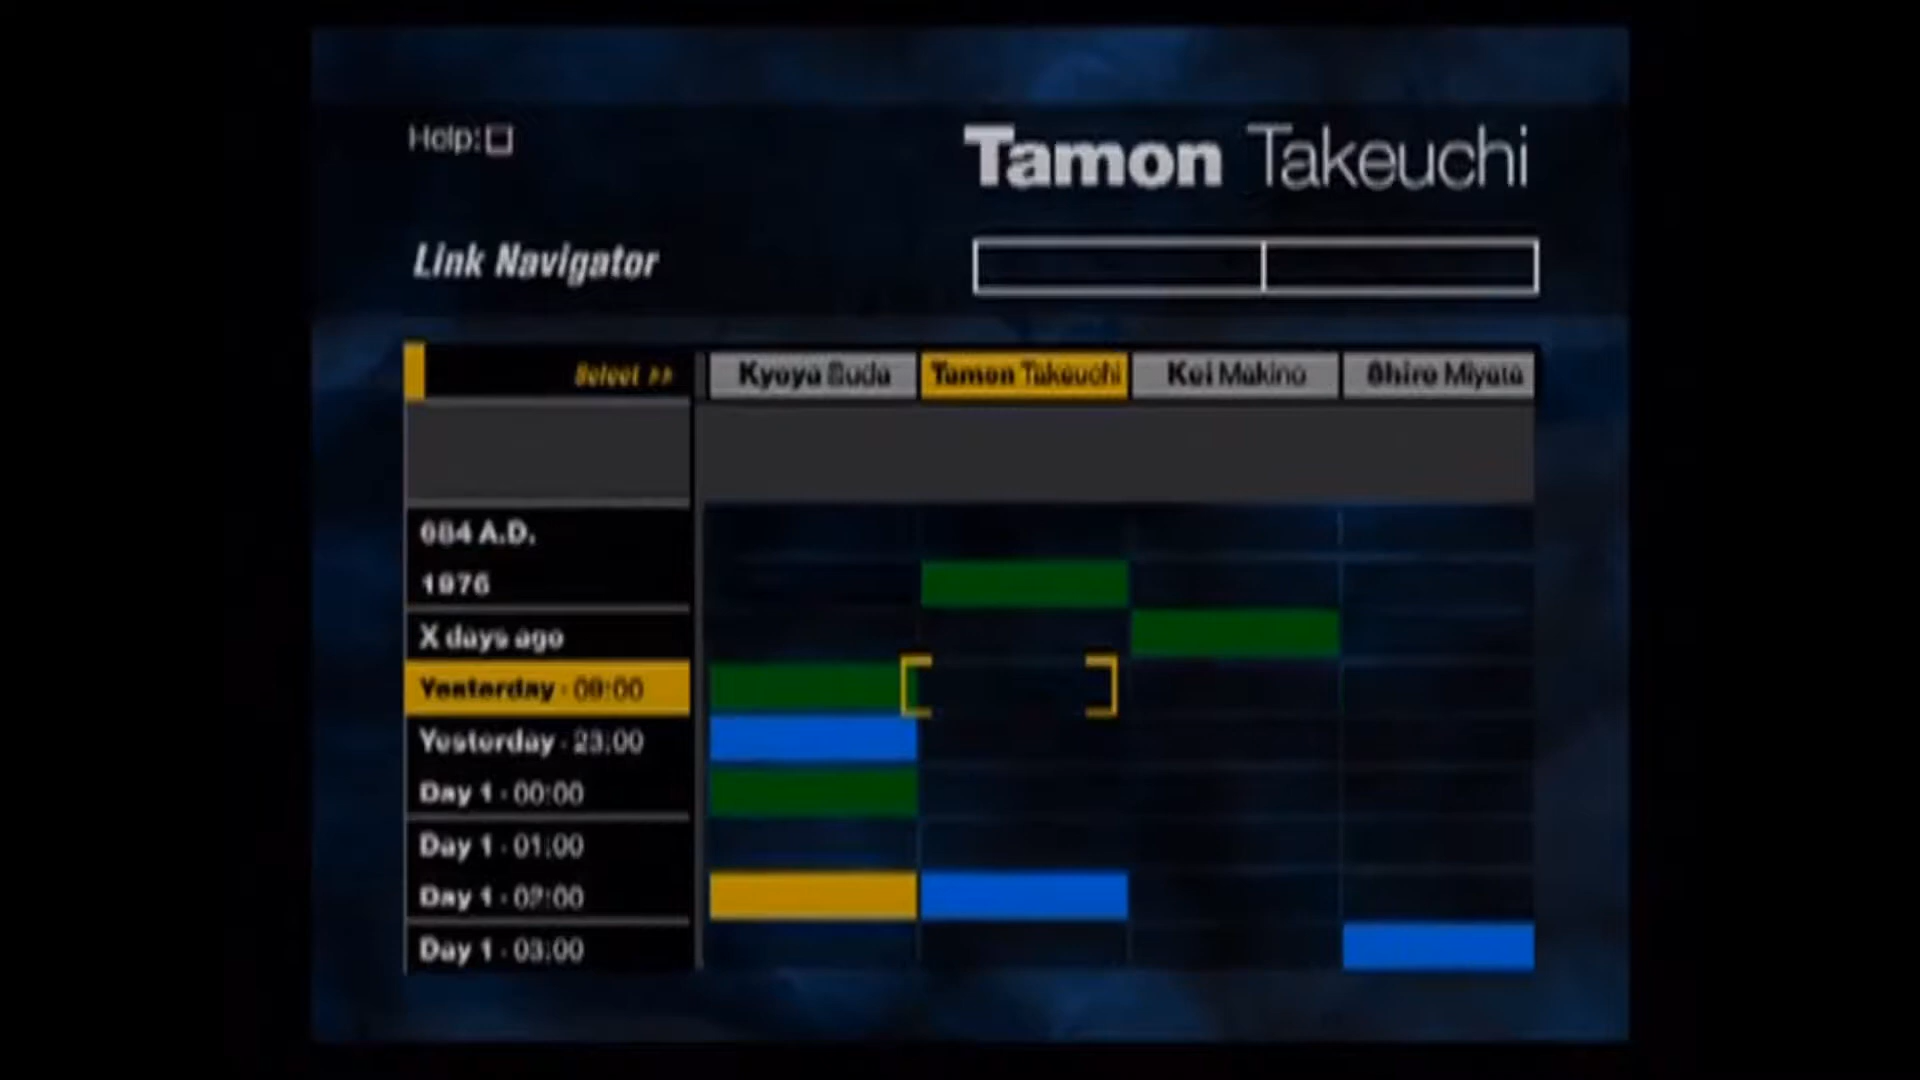 Help:
Tamon Takeuchi
Link Navigator
Select >>
Kyoya Suda
Tamon Takeuchi
Kei Makino
Shiro Miyata
684 A.D.
1976
X days ago
Yesterday - 09:00
Yesterday - 23:00
Day 1 - 00:00
Day 1 - 01:00
Day 1 - 02:00
Day 1 - 03:00